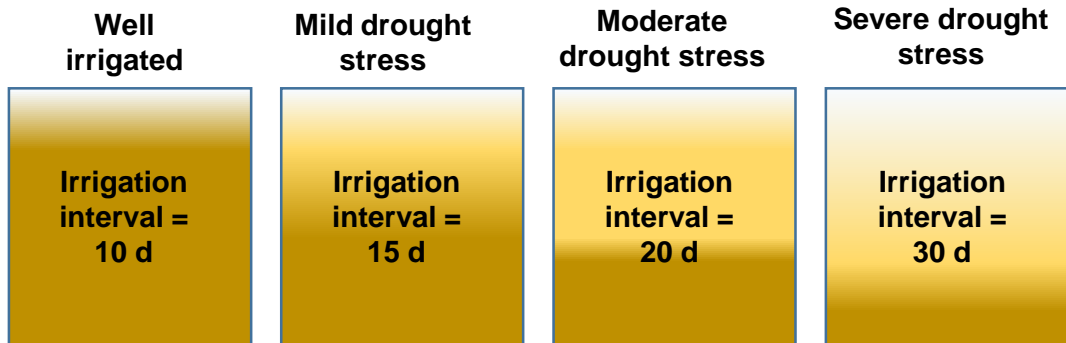 Well
irrigated
Mild drought
stress
Moderate
drought stress
Severe drought
stress
Irrigation
interval =
10 d
Irrigation
interval =
15 d
Irrigation
interval =
20 d
Irrigation
interval =
30 d